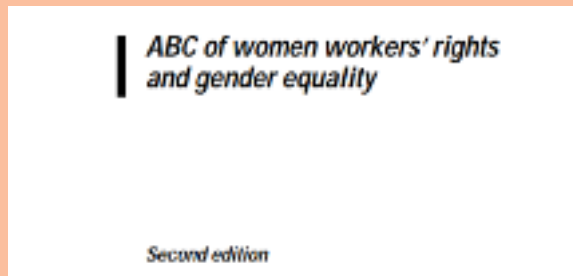 ABC of women workers' rights
and gender equality
Second edition